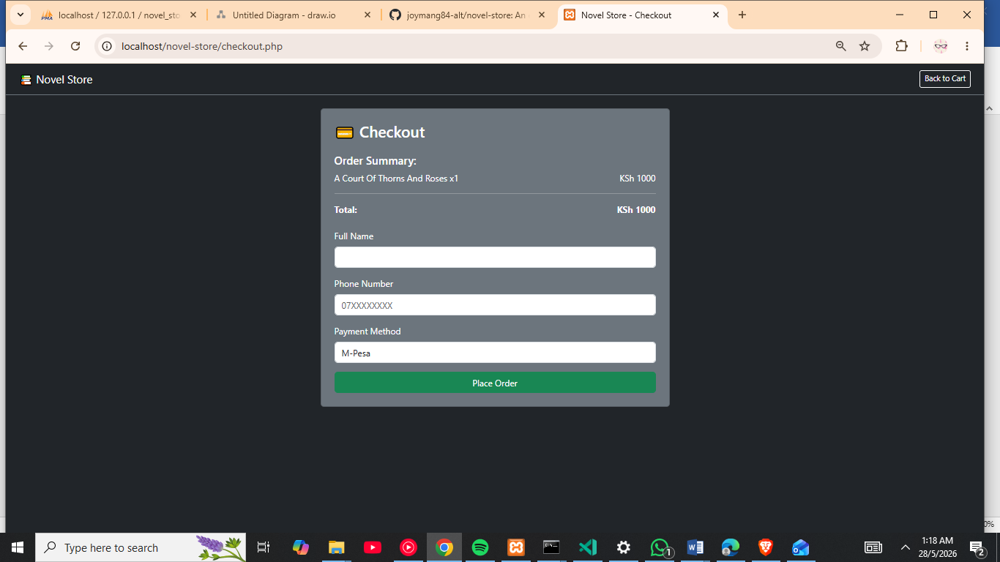 localhost / 127.0.0.1 / novel_sto
Untitled Diagram - draw.io
joymang84-alt/novel-store: An
Novel Store - Checkout
localhost/novel-store/checkout.php
Novel Store
Back to Cart
Checkout
Order Summary:
A Court Of Thorns And Roses x1 KSh 1000
Total: KSh 1000
Full Name
Phone Number
07XXXXXXXX
Payment Method
M-Pesa
Place Order
0%
Type here to search
1
1:18 AM
28/5/2026
2